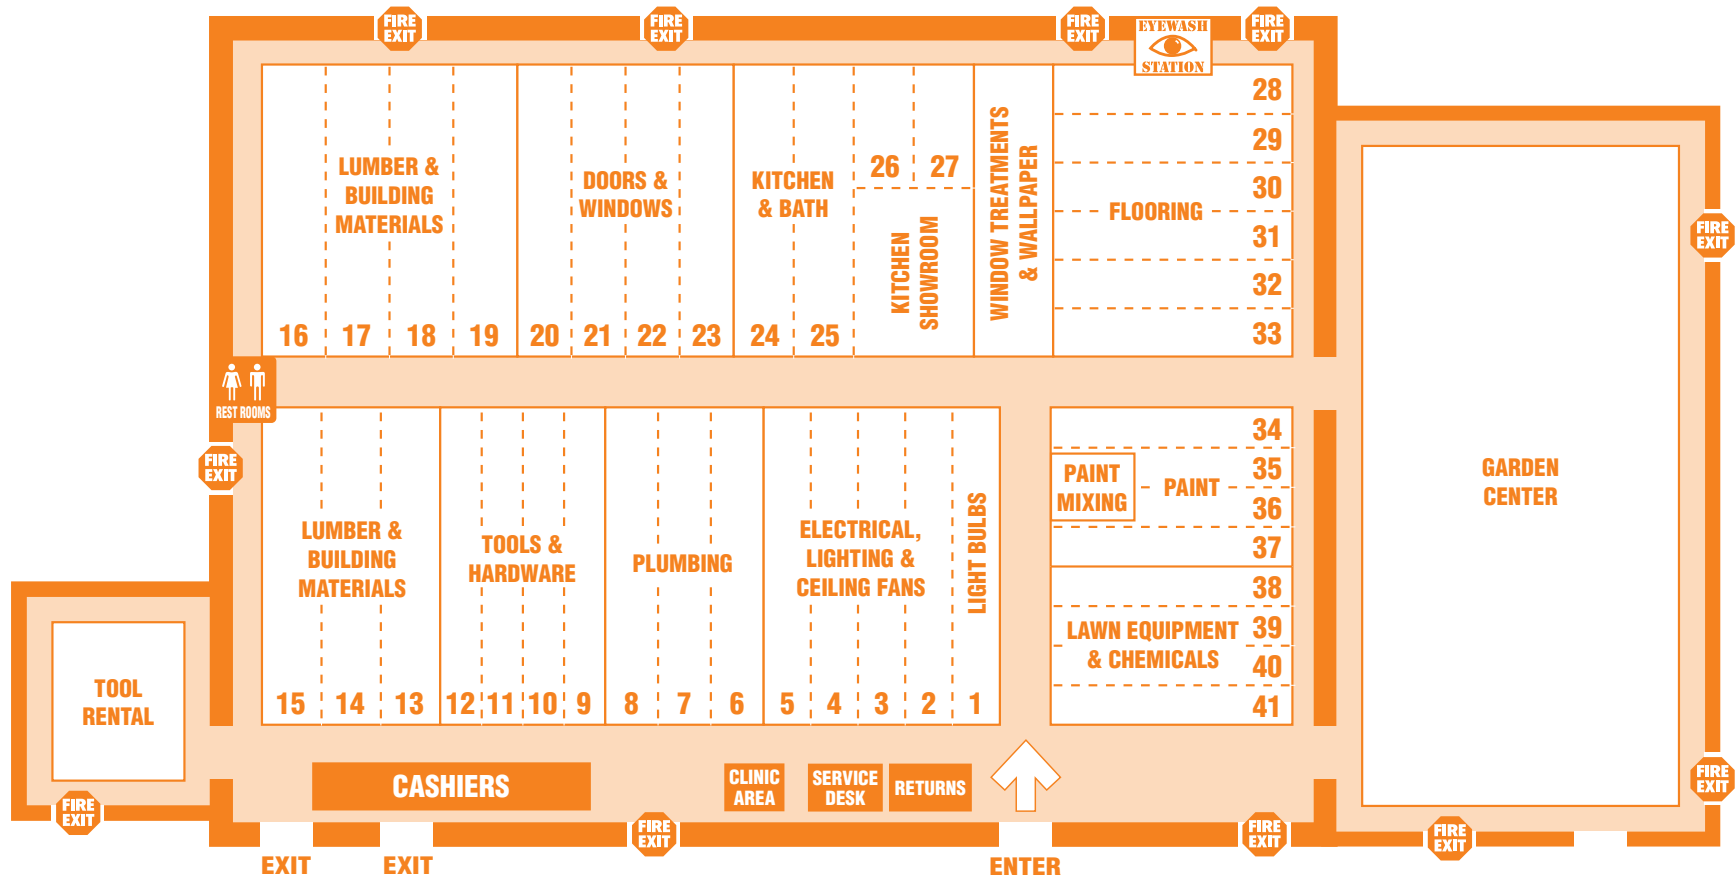 FIRE
EXIT
FIRE
EXIT
FIRE
EXIT
EYEWASH
STATION
FIRE
EXIT
LUMBER &
BUILDING
MATERIALS
16 17 18 19
DOORS &
WINDOWS
20 21 22 23
KITCHEN
& BATH
24 25
26 27
KITCHEN
SHOWROOM
WINDOW TREATMENTS
& WALLPAPER
FLOORING
28
29
30
31
32
33
FIRE
EXIT
REST ROOMS
FIRE
EXIT
LUMBER &
BUILDING
MATERIALS
15 14 13
TOOLS &
HARDWARE
12 11 10 9
PLUMBING
8 7 6
ELECTRICAL,
LIGHTING &
CEILING FANS
5 4 3 2 1
LIGHT BULBS
PAINT
MIXING
PAINT
34
35
36
37
LAWN EQUIPMENT
& CHEMICALS
38
39
40
41
GARDEN
CENTER
TOOL
RENTAL
CASHIERS
CLINIC
AREA
SERVICE
DESK
RETURNS
FIRE
EXIT
FIRE
EXIT
FIRE
EXIT
FIRE
EXIT
FIRE
EXIT
EXIT
EXIT
ENTER